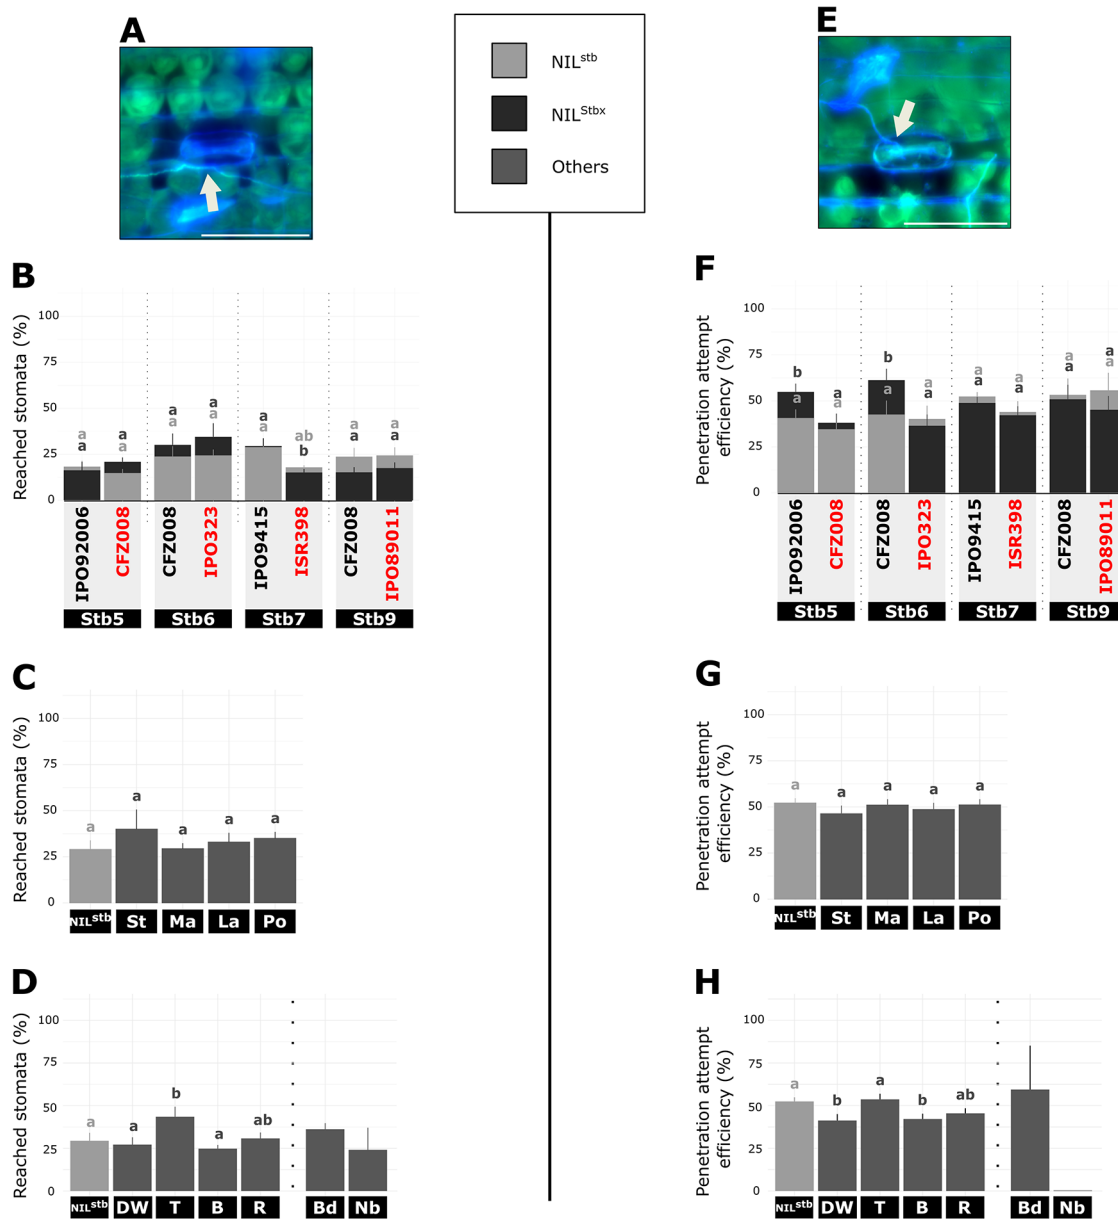 A
NIL^stb
NIL^Stbx
Others
E
B
Reached stomata (%)
100
75
50
25
0
a a a a a a a ab a a
a a a a a b a a
IPO92006 CFZ008 CFZ008 IPO323 IPO9415 ISR398 CFZ008 IPO89011
Stb5 Stb6 Stb7 Stb9
F
Penetration attempt
efficiency (%)
100
75
50
25
0
b a b a a a a a
a a a a a a a a
IPO92006 CFZ008 CFZ008 IPO323 IPO9415 ISR398 CFZ008 IPO89011
Stb5 Stb6 Stb7 Stb9
C
Reached stomata (%)
100
75
50
25
0
a a a a a
NIL^stb St Ma La Po
G
Penetration attempt
efficiency (%)
100
75
50
25
0
a a a a a
NIL^stb St Ma La Po
D
Reached stomata (%)
100
75
50
25
0
a a b a ab
NIL^stb DW T B R Bd Nb
H
Penetration attempt
efficiency (%)
100
75
50
25
0
a b a b ab
NIL^stb DW T B R Bd Nb